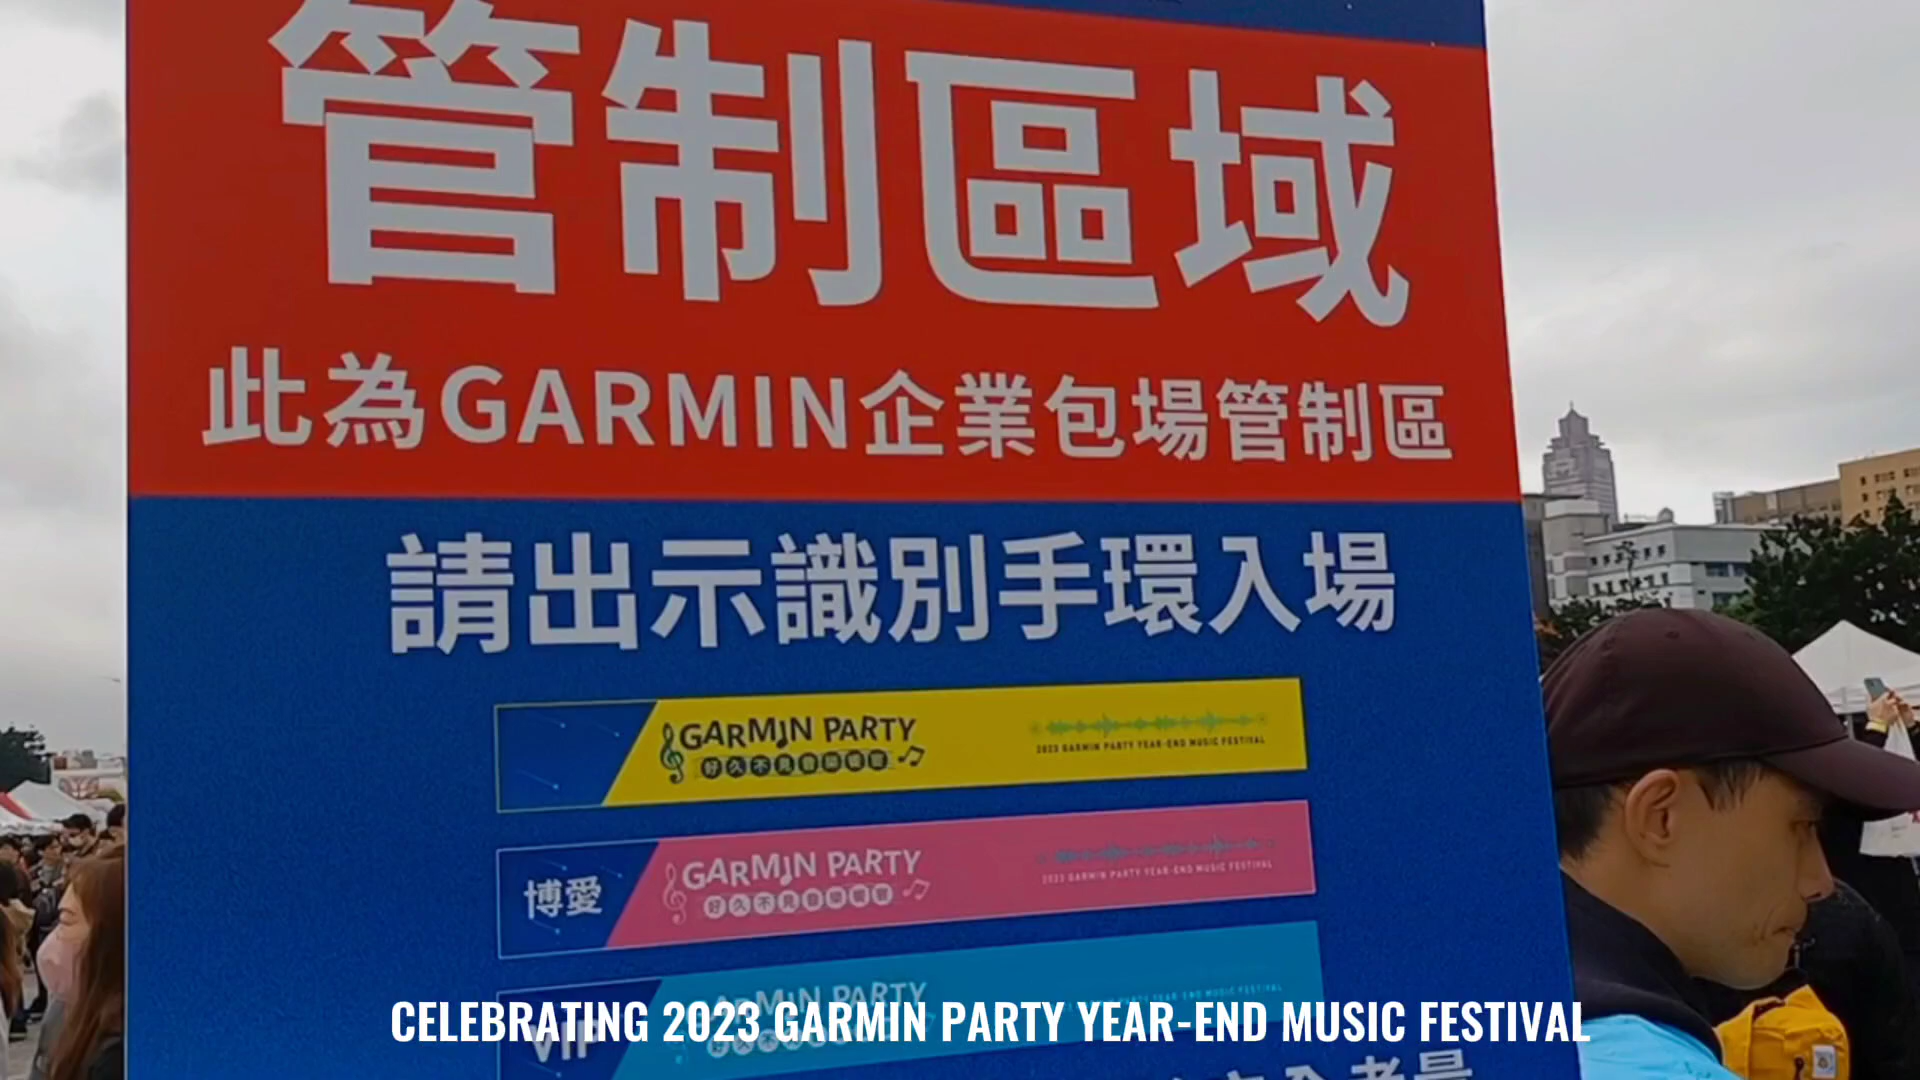 管制區域
此為GARMIN企業包場管制區
請出示識別手環入場
GARMIN PARTY
好久不見音樂饗宴
2023 GARMIN PARTY YEAR-END MUSIC FESTIVAL
博愛
GARMIN PARTY
好久不見音樂饗宴
2023 GARMIN PARTY YEAR-END MUSIC FESTIVAL
VIP
GARMIN PARTY
CELEBRATING 2023 GARMIN PARTY YEAR-END MUSIC FESTIVAL